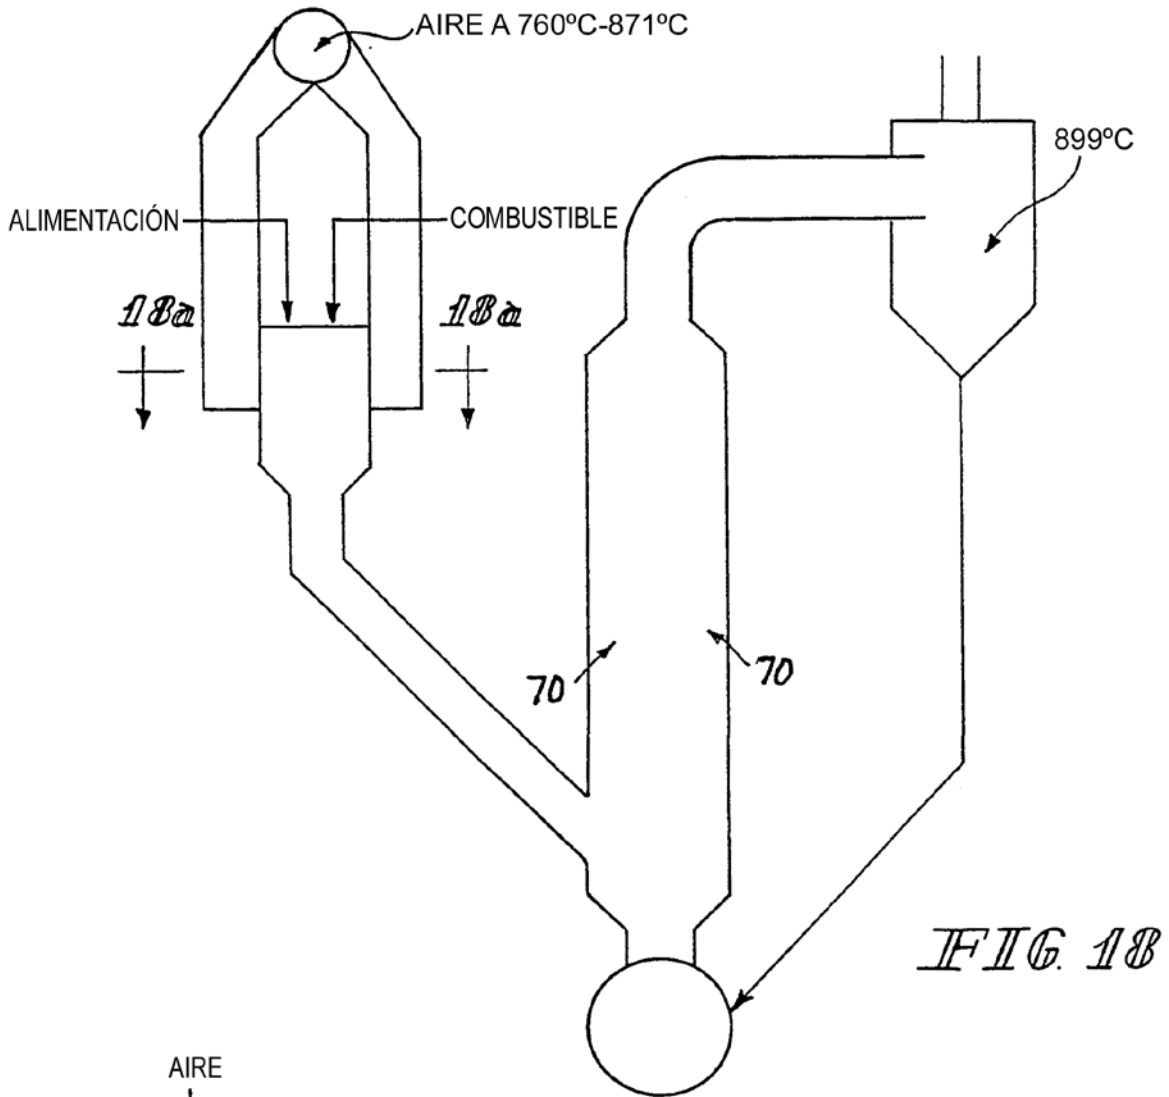 AIRE A 760ºC-871ºC
899ºC
ALIMENTACIÓN
COMBUSTIBLE
18a
18a
70
70
FIG. 18
AIRE